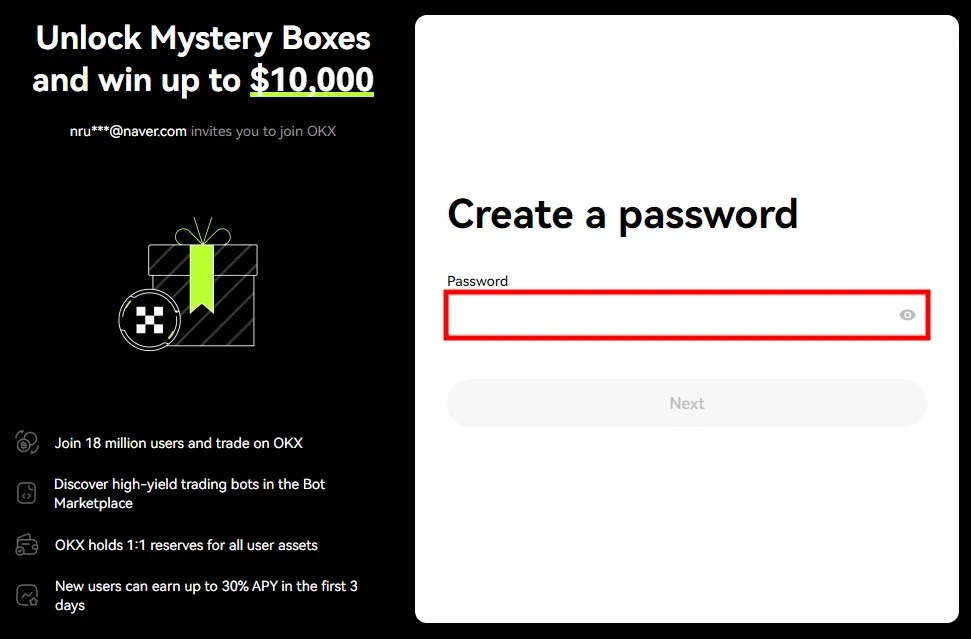 Unlock Mystery Boxes
and win up to $10,000
nru***@naver.com invites you to join OKX
Join 18 million users and trade on OKX
Discover high-yield trading bots in the Bot
Marketplace
OKX holds 1:1 reserves for all user assets
New users can earn up to 30% APY in the first 3
days
Create a password
Password
Next